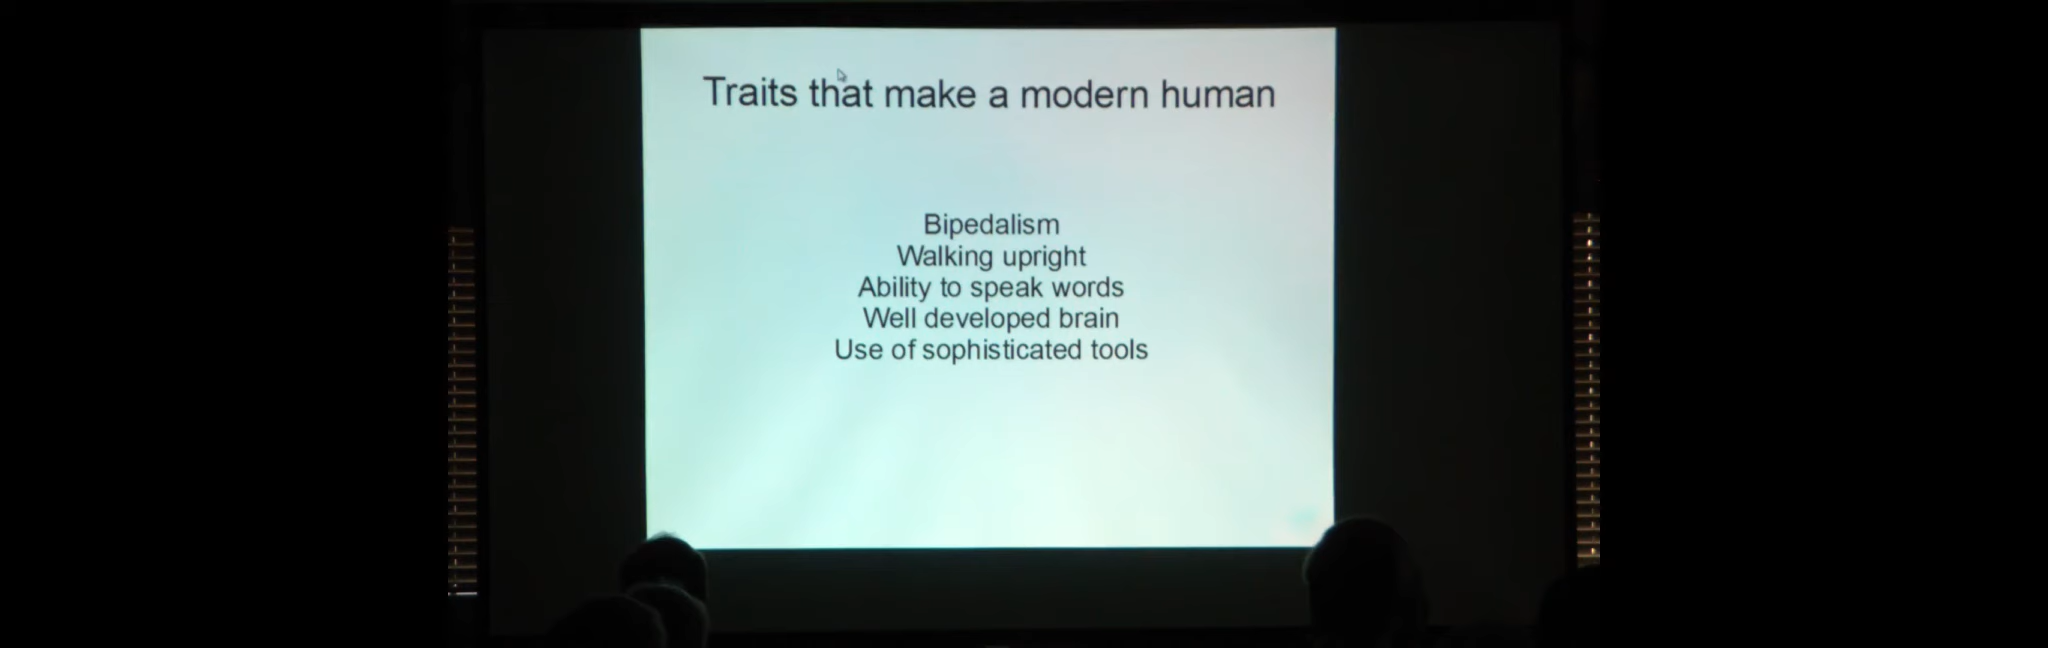 Traits that make a modern human
Bipedalism
Walking upright
Ability to speak words
Well developed brain
Use of sophisticated tools